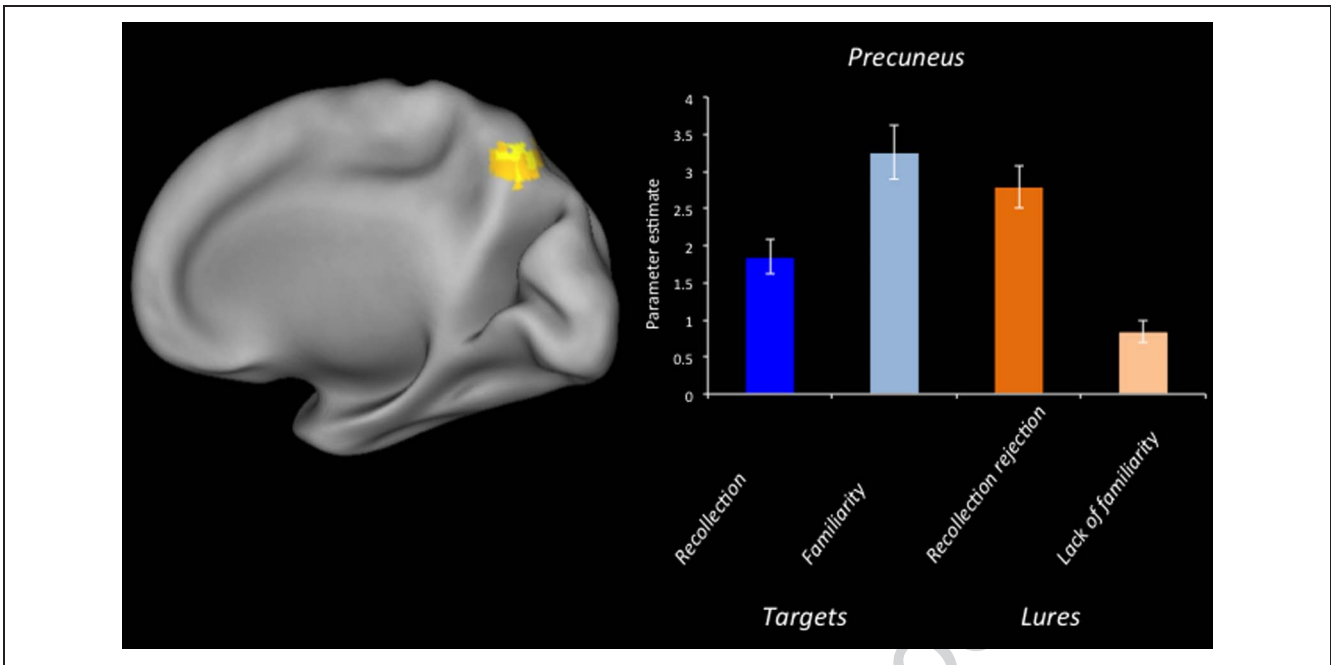 Precuneus
Parameter estimate
4
3.5
3
2.5
2
1.5
1
0.5
0
Recollection
Familiarity
Recollection rejection
Lack of familiarity
Targets
Lures